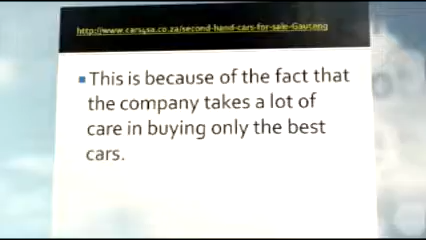 http://www.cars4sa.co.za/second-hand-cars-for-sale-Gauteng
This is because of the fact that
the company takes a lot of
care in buying only the best
cars.